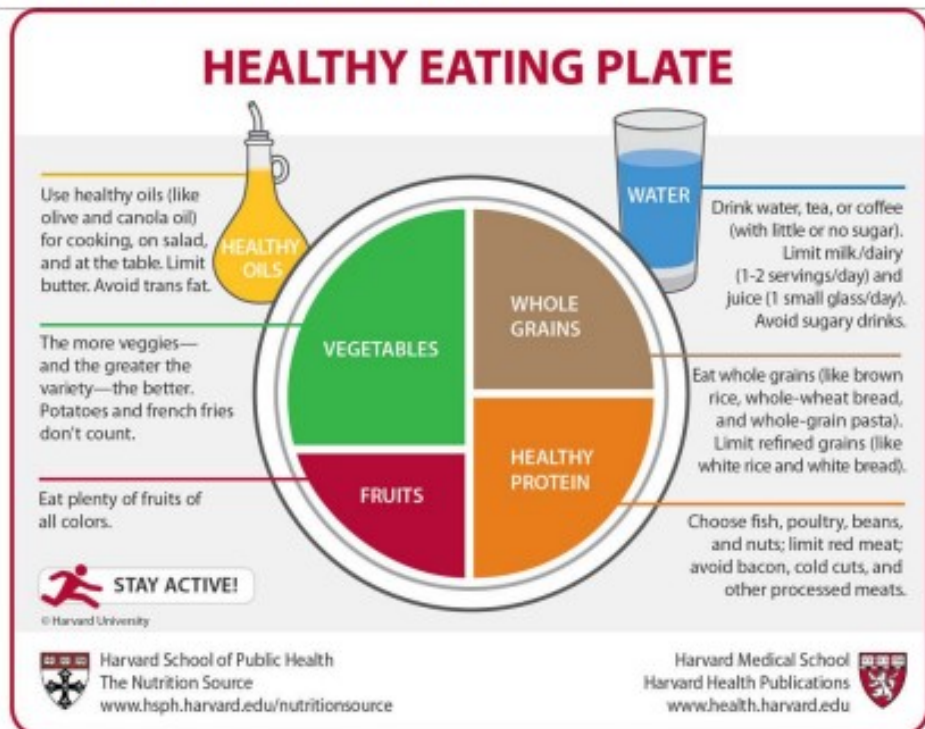 HEALTHY EATING PLATE
Use healthy oils (like
olive and canola oil)
for cooking, on salad,
and at the table. Limit
butter. Avoid trans fat.
HEALTHY
OILS
The more veggies—
and the greater the
variety—the better.
Potatoes and french fries
don't count.
Eat plenty of fruits of
all colors.
STAY ACTIVE!
© Harvard University
VEGETABLES
FRUITS
WHOLE
GRAINS
HEALTHY
PROTEIN
WATER
Drink water, tea, or coffee
(with little or no sugar).
Limit milk/dairy
(1-2 servings/day) and
juice (1 small glass/day).
Avoid sugary drinks.
Eat whole grains (like brown
rice, whole-wheat bread,
and whole-grain pasta).
Limit refined grains (like
white rice and white bread).
Choose fish, poultry, beans,
and nuts; limit red meat;
avoid bacon, cold cuts, and
other processed meats.
Harvard School of Public Health
The Nutrition Source
www.hsph.harvard.edu/nutritionsource
Harvard Medical School
Harvard Health Publications
www.health.harvard.edu